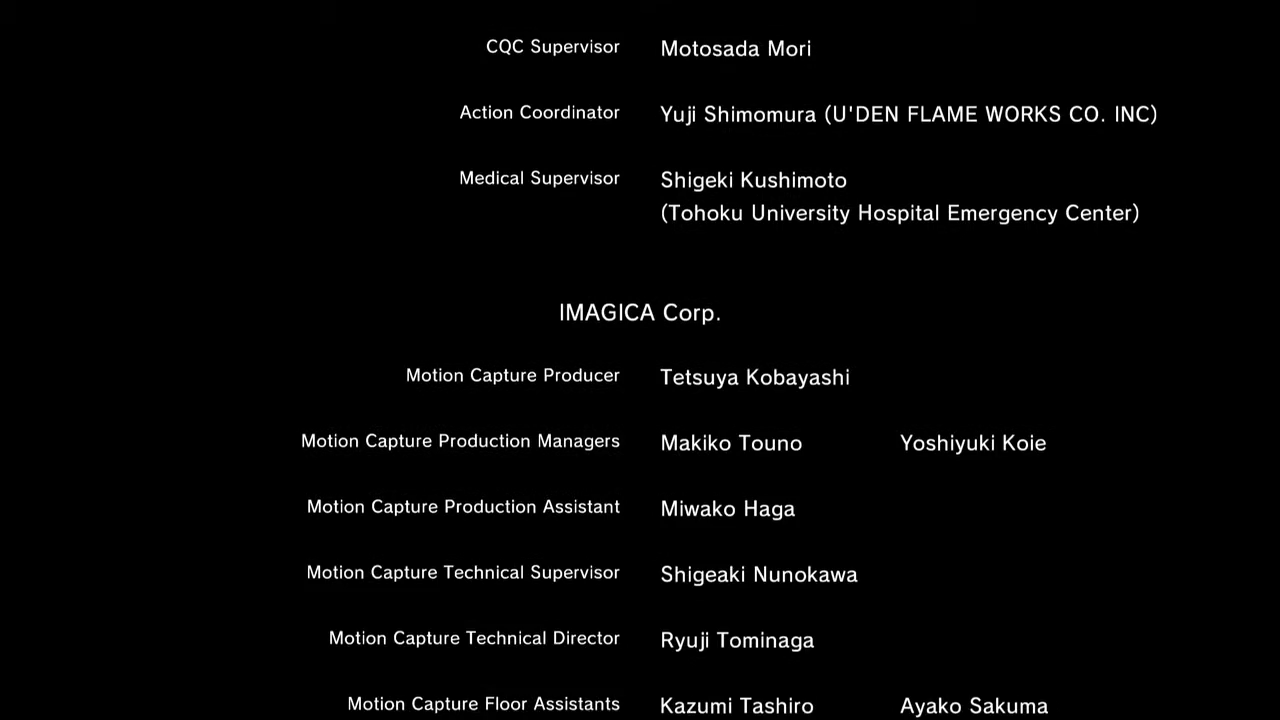 CQC Supervisor Motosada Mori
Action Coordinator Yuji Shimomura (U'DEN FLAME WORKS CO. INC)
Medical Supervisor Shigeki Kushimoto
(Tohoku University Hospital Emergency Center)
IMAGICA Corp.
Motion Capture Producer Tetsuya Kobayashi
Motion Capture Production Managers Makiko Touno Yoshiyuki Koie
Motion Capture Production Assistant Miwako Haga
Motion Capture Technical Supervisor Shigeaki Nunokawa
Motion Capture Technical Director Ryuji Tominaga
Motion Capture Floor Assistants Kazumi Tashiro Ayako Sakuma